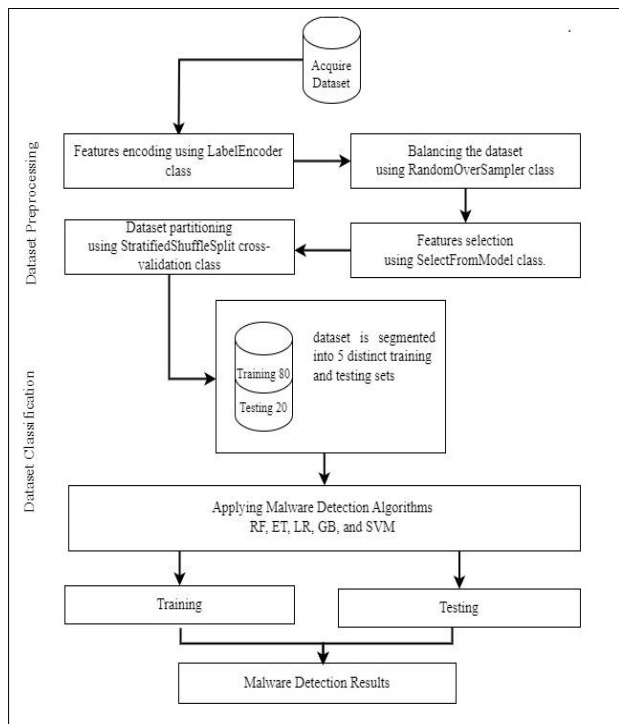 Acquire
Dataset
Dataset Preprocessing
Features encoding using LabelEncoder
class
Balancing the dataset
using RandomOverSampler class
Dataset partitioning
using StratifiedShuffleSplit cross-
validation class
Features selection
using SelectFromModel class.
Dataset Classification
Training 80
Testing 20
dataset is segmented
into 5 distinct training
and testing sets
Applying Malware Detection Algorithms
RF, ET, LR, GB, and SVM
Training
Testing
Malware Detection Results